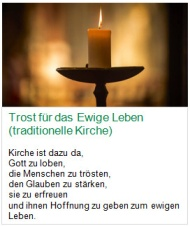 Trost für das Ewige Leben
(traditionelle Kirche)
Kirche ist dazu da,
Gott zu loben,
die Menschen zu trösten,
den Glauben zu stärken,
sie zu erfreuen
und ihnen Hoffnung zu geben zum ewigen
Leben.